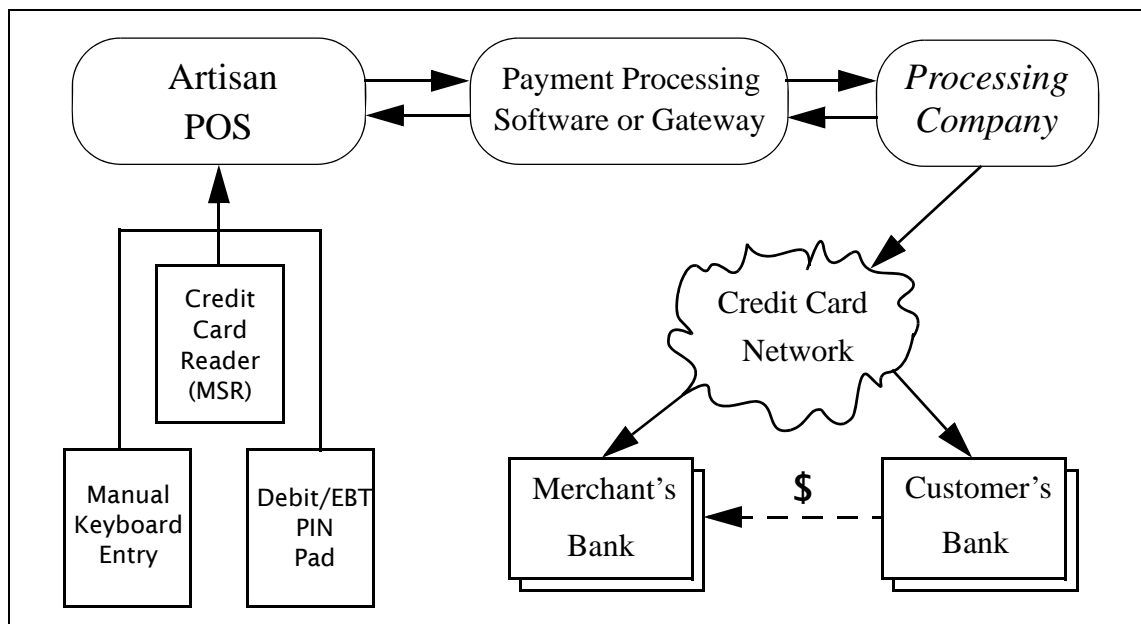 Artisan
POS
Payment Processing
Software or Gateway
Processing
Company
Credit
Card
Reader
(MSR)
Manual
Keyboard
Entry
Debit/EBT
PIN
Pad
Credit Card
Network
Merchant's
Bank
$
Customer's
Bank